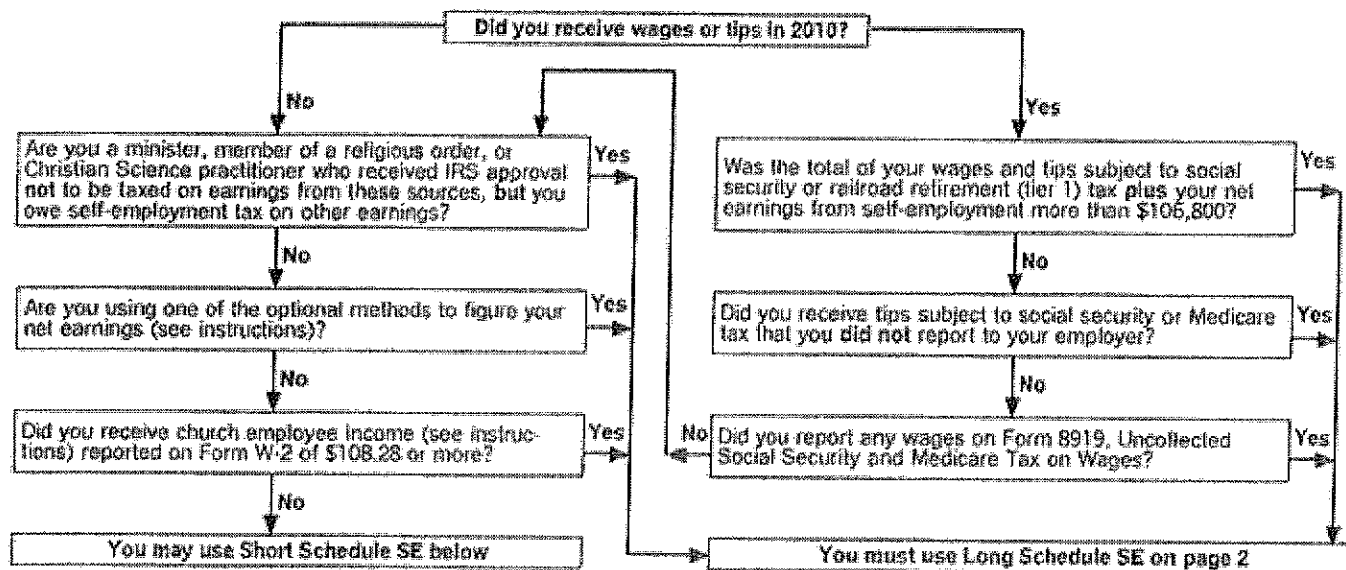 Did you receive wages or tips in 2010?
No
Yes
Are you a minister, member of a religious order, or
Christian Science practitioner who received IRS approval
not to be taxed on earnings from these sources, but you
owe self-employment tax on other earnings?
Yes
Was the total of your wages and tips subject to social
security or railroad retirement (tier 1) tax plus your net
earnings from self-employment more than $106,800?
Yes
No
No
Are you using one of the optional methods to figure your
net earnings (see instructions)?
Yes
Did you receive tips subject to social security or Medicare
tax that you did not report to your employer?
Yes
No
No
Did you receive church employee income (see instruc-
tions) reported on Form W-2 of $108.28 or more?
Yes
No
Did you report any wages on Form 8919, Uncollected
Social Security and Medicare Tax on Wages?
Yes
No
You may use Short Schedule SE below
You must use Long Schedule SE on page 2